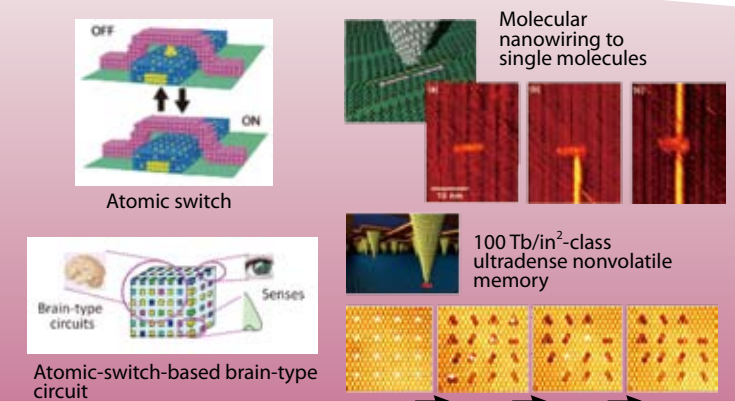 OFF
ON
Atomic switch
Brain-type
circuits
Senses
Atomic-switch-based brain-type
circuit
Molecular
nanowiring to
single molecules
(a)
(b)
(c)
10 nm
100 Tb/in²-class
ultradense nonvolatile
memory